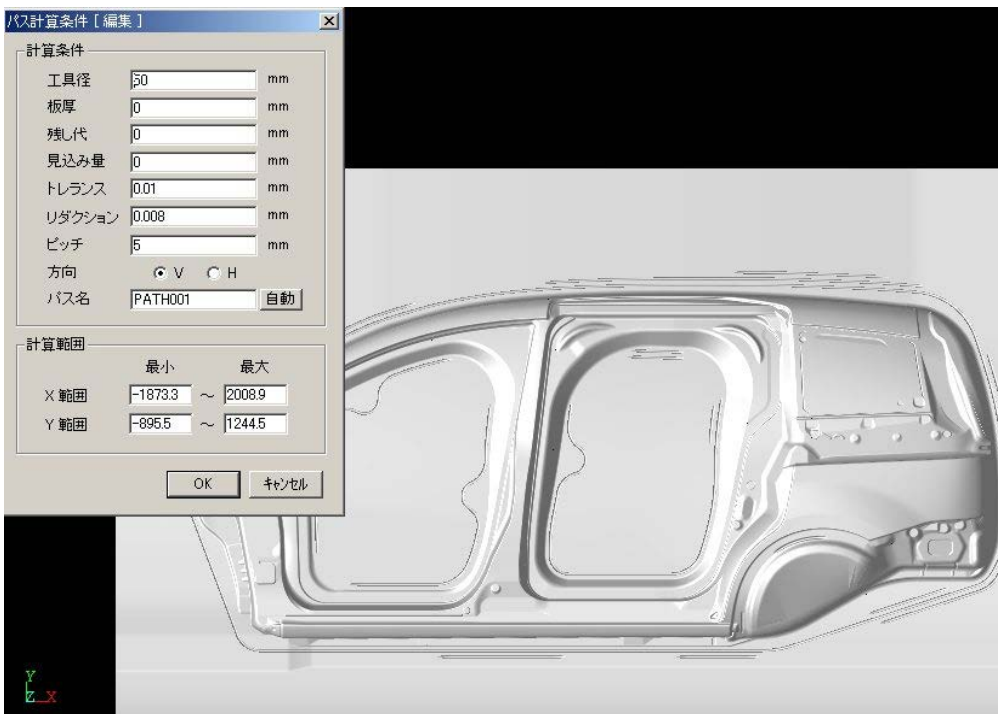 パス計算条件 [ 編集 ]
計算条件
工具径 50 mm
板厚 0 mm
残し代 0 mm
見込み量 0 mm
トレランス 0.01 mm
リダクション 0.008 mm
ピッチ 5 mm
方向 V H
パス名 PATH001 自動
計算範囲
最小 最大
X 範囲 -1873.3 ～ 2008.9
Y 範囲 -895.5 ～ 1244.5
OK キャンセル
Y
Z X